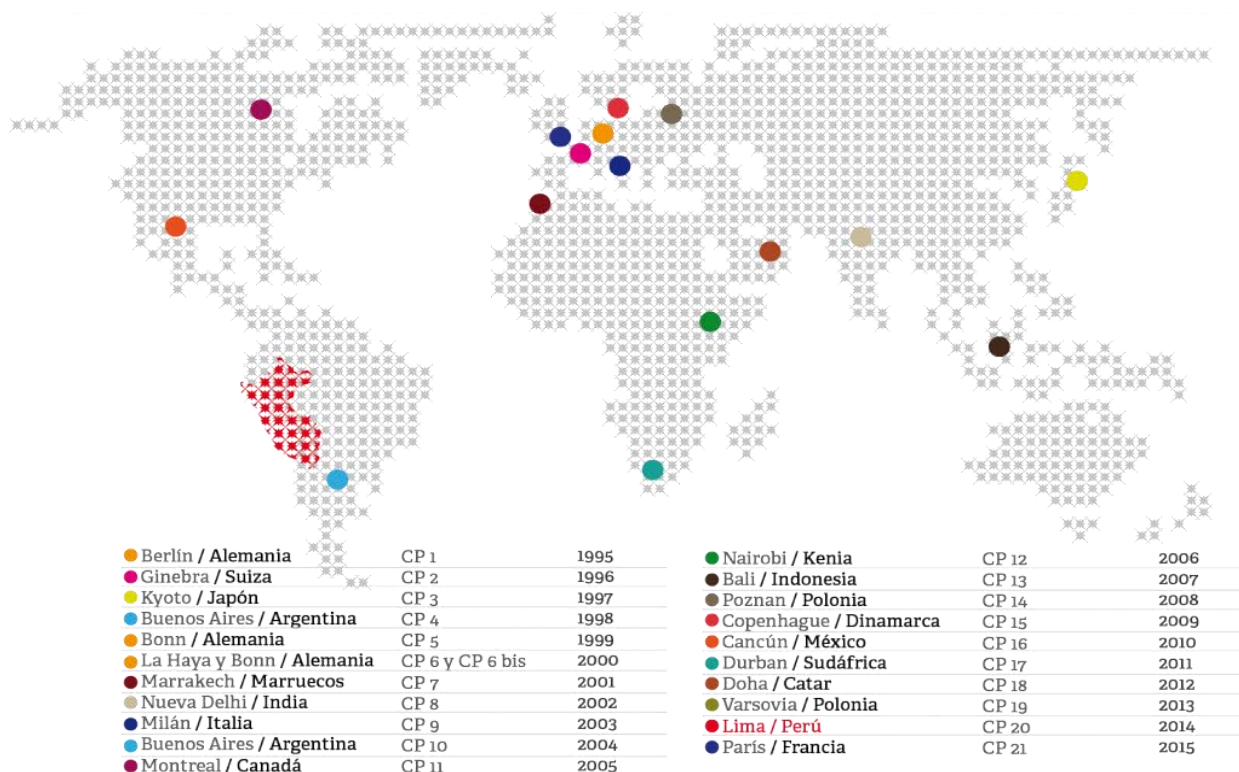 Berlín / Alemania CP 1 1995
Ginebra / Suiza CP 2 1996
Kyoto / Japón CP 3 1997
Buenos Aires / Argentina CP 4 1998
Bonn / Alemania CP 5 1999
La Haya y Bonn / Alemania CP 6 y CP 6 bis 2000
Marrakech / Marruecos CP 7 2001
Nueva Delhi / India CP 8 2002
Milán / Italia CP 9 2003
Buenos Aires / Argentina CP 10 2004
Montreal / Canadá CP 11 2005
Nairobi / Kenia CP 12 2006
Bali / Indonesia CP 13 2007
Poznan / Polonia CP 14 2008
Copenhague / Dinamarca CP 15 2009
Cancún / México CP 16 2010
Durban / Sudáfrica CP 17 2011
Doha / Catar CP 18 2012
Varsovia / Polonia CP 19 2013
Lima / Perú CP 20 2014
París / Francia CP 21 2015